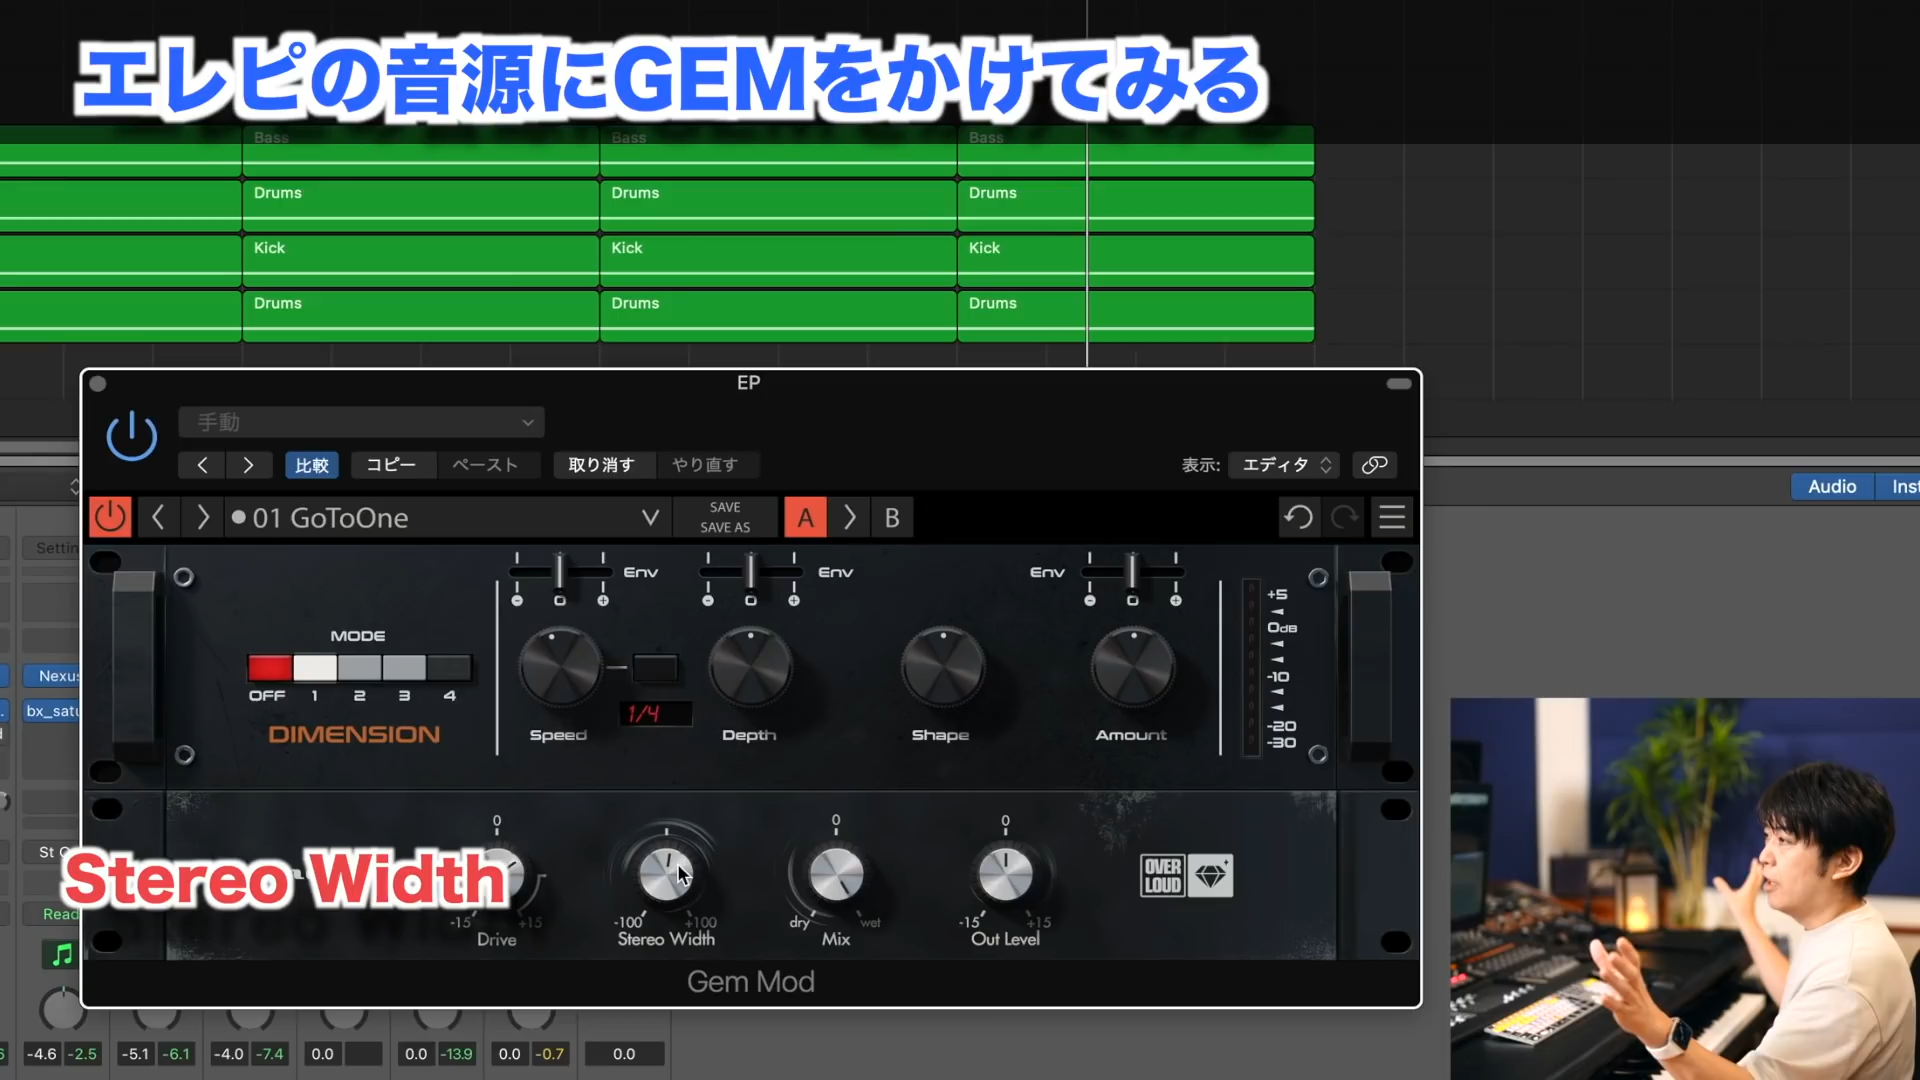 エレピの音源にGEMをかけてみる
Bass Bass Bass
Drums Drums Drums
Kick Kick Kick
Drums Drums Drums
EP
手動
比較 コピー ペースト 取り消す やり直す 表示: エディタ
Audio
01 GoToOne SAVE SAVE AS A B
Env Env Env
MODE
OFF 1 2 3 4
DIMENSION
1/4
Speed Depth Shape Amount
+5
0dB
-10
-20
-30
Nexus
St
Read
0 0 0
Stereo Width
OVER LOUD
-15 +15 -100 +100 dry wet -15 +15
Drive Stereo Width Mix Out Level
Gem Mod
-4.6 -2.5 -5.1 -6.1 -4.0 -7.4 0.0 0.0 -13.9 0.0 -0.7 0.0